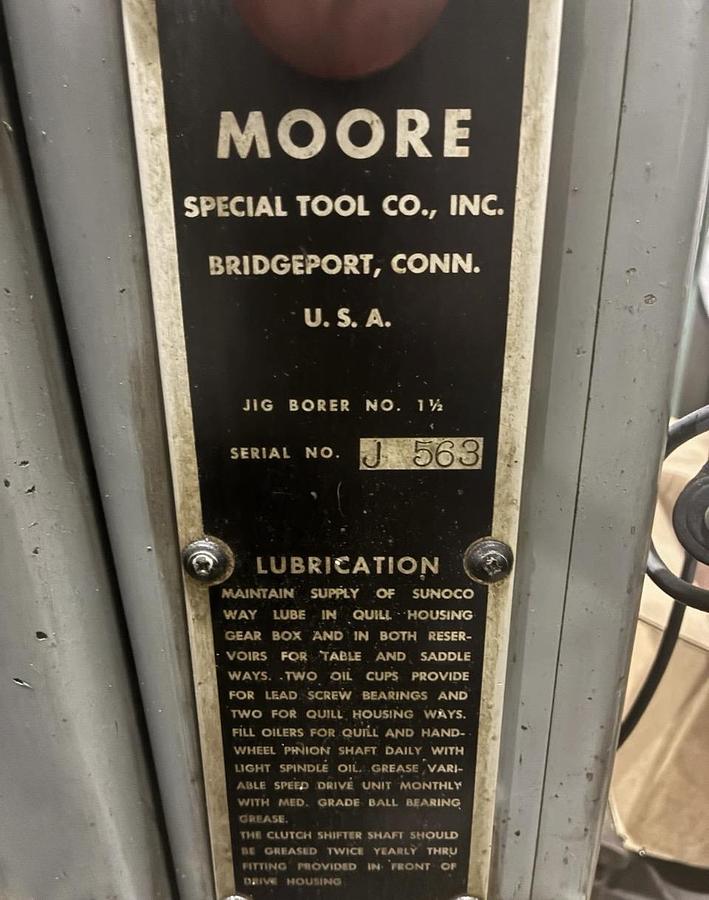 MOORE
SPECIAL TOOL CO., INC.
BRIDGEPORT, CONN.
U. S. A.
JIG BORER NO. 1½
SERIAL NO. J 563
LUBRICATION
MAINTAIN SUPPLY OF SUNOCO
WAY LUBE IN QUILL HOUSING
GEAR BOX AND IN BOTH RESER-
VOIRS FOR TABLE AND SADDLE
WAYS. TWO OIL CUPS PROVIDE
FOR LEAD SCREW BEARINGS AND
TWO FOR QUILL HOUSING WAYS.
FILL OILERS FOR QUILL AND HAND-
WHEEL PINION SHAFT DAILY WITH
LIGHT SPINDLE OIL. GREASE VARI-
ABLE SPEED DRIVE UNIT MONTHLY
WITH MED. GRADE BALL BEARING
GREASE.
THE CLUTCH SHIFTER SHAFT SHOULD
BE GREASED TWICE YEARLY THRU
FITTING PROVIDED IN FRONT OF
DRIVE HOUSING